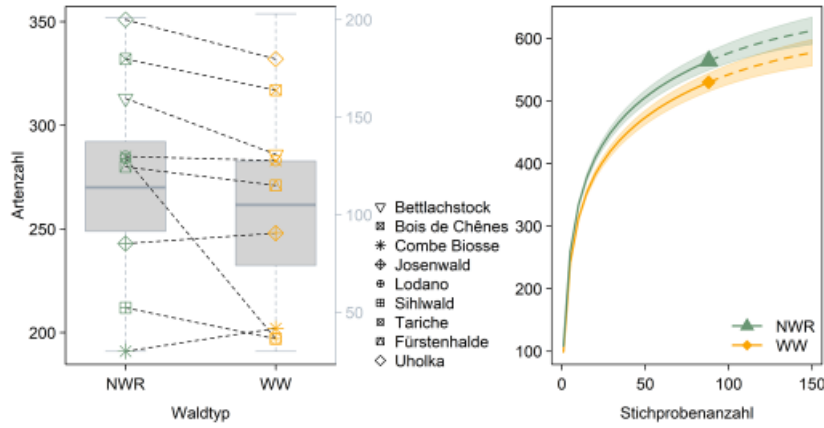 350
300
250
200
Artenzahl
200
150
100
50
NWR
WW
Waldtyp
Bettlachstock
Bois de Chênes
Combe Biosse
Josenwald
Lodano
Sihlwald
Tariche
Fürstenhalde
Uholka
600
500
400
300
200
100
0
50
100
150
Stichprobenanzahl
NWR
WW